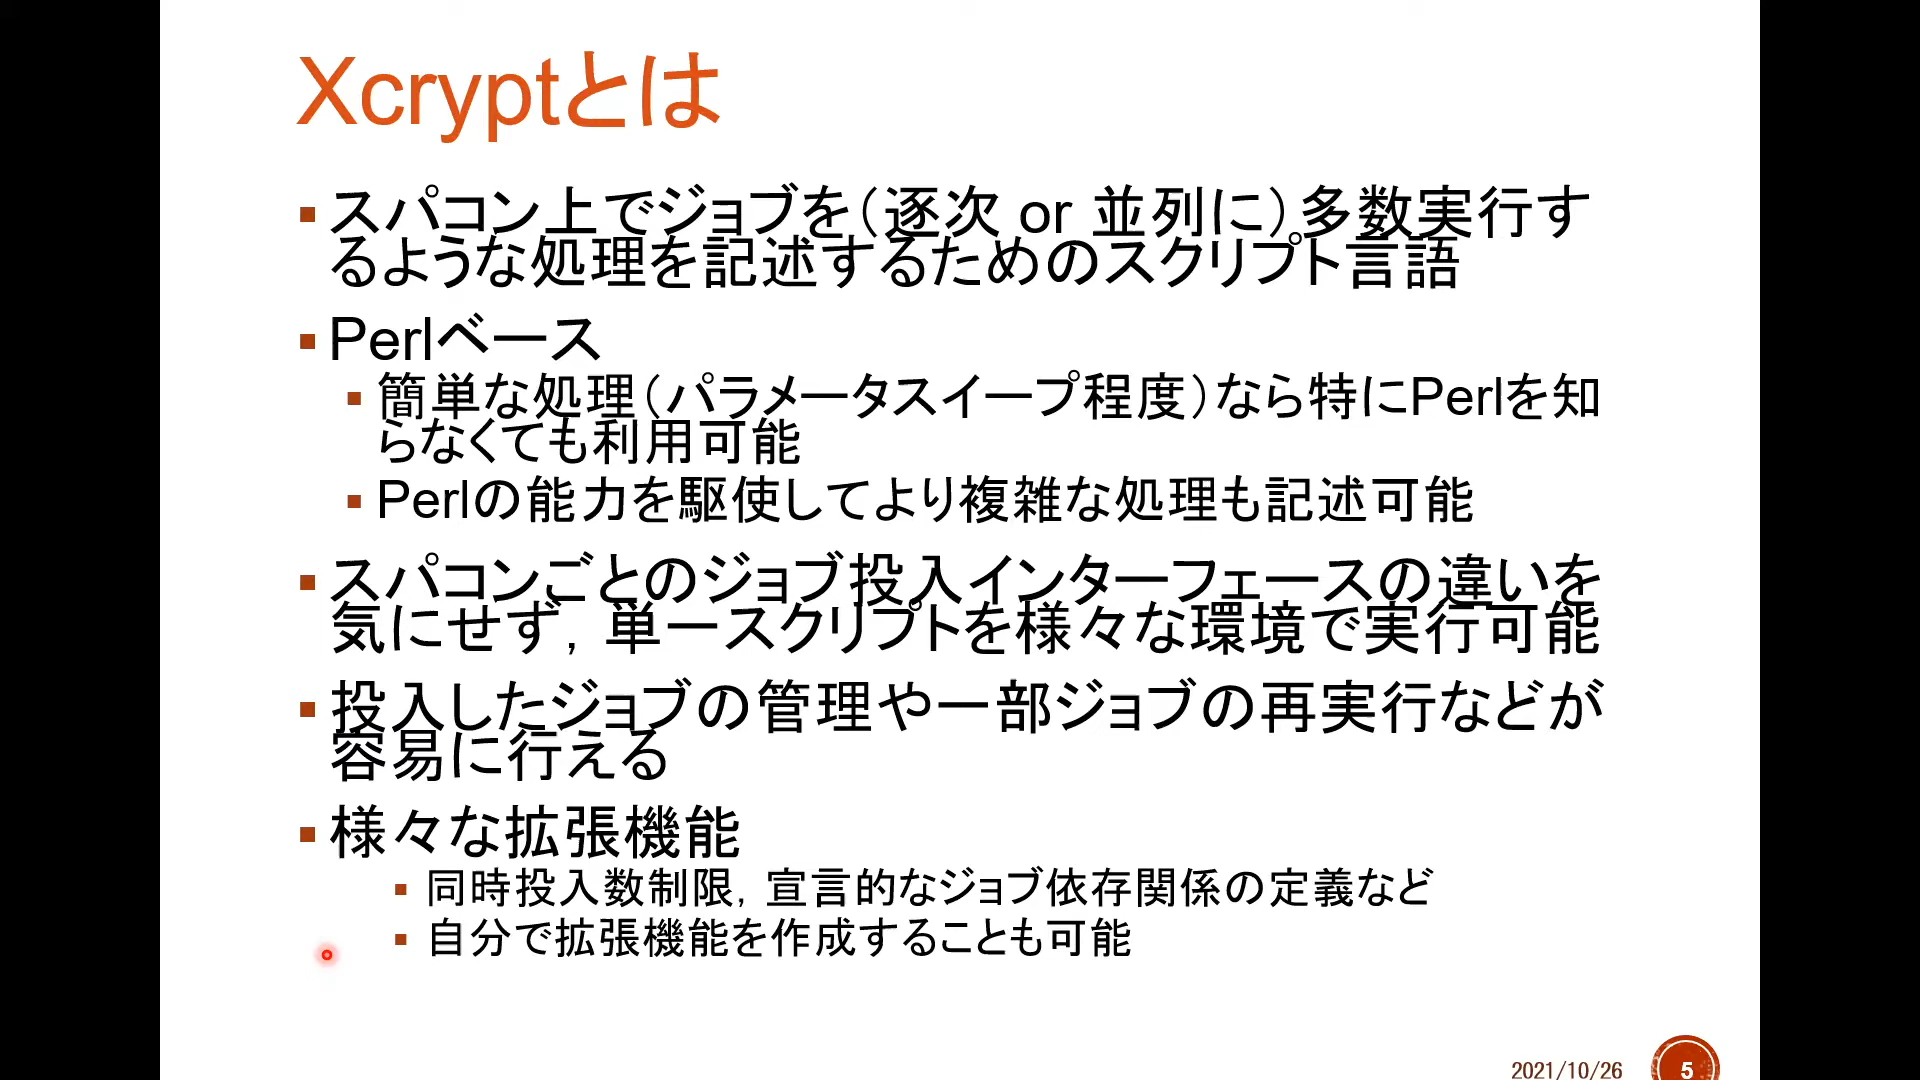 Xcryptとは
スパコン上でジョブを（逐次 or 並列に）多数実行す
るような処理を記述するためのスクリプト言語
Perlベース
簡単な処理（パラメータスイープ程度）なら特にPerlを知
らなくても利用可能
Perlの能力を駆使してより複雑な処理も記述可能
スパコンごとのジョブ投入インターフェースの違いを
気にせず，単一スクリプトを様々な環境で実行可能
投入したジョブの管理や一部ジョブの再実行などが
容易に行える
様々な拡張機能
同時投入数制限，宣言的なジョブ依存関係の定義など
自分で拡張機能を作成することも可能
2021/10/26
5